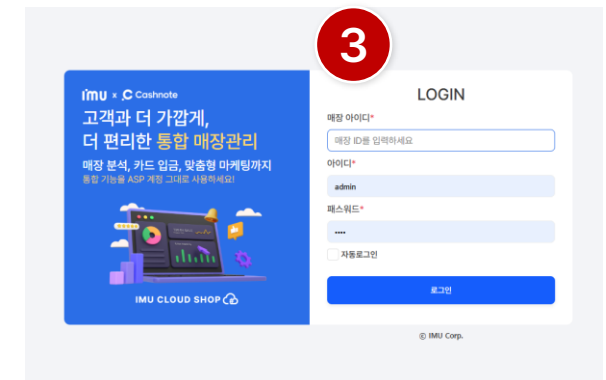 3
imu x Cashnote
고객과 더 가깝게,
더 편리한 통합 매장관리
매장 분석, 카드 입금, 맞춤형 마케팅까지
통합 기능을 ASP 계정 그대로 사용하세요!
IMU CLOUD SHOP
LOGIN
매장 아이디*
매장 ID를 입력하세요
아이디*
admin
패스워드*
••••
자동로그인
로그인
© IMU Corp.